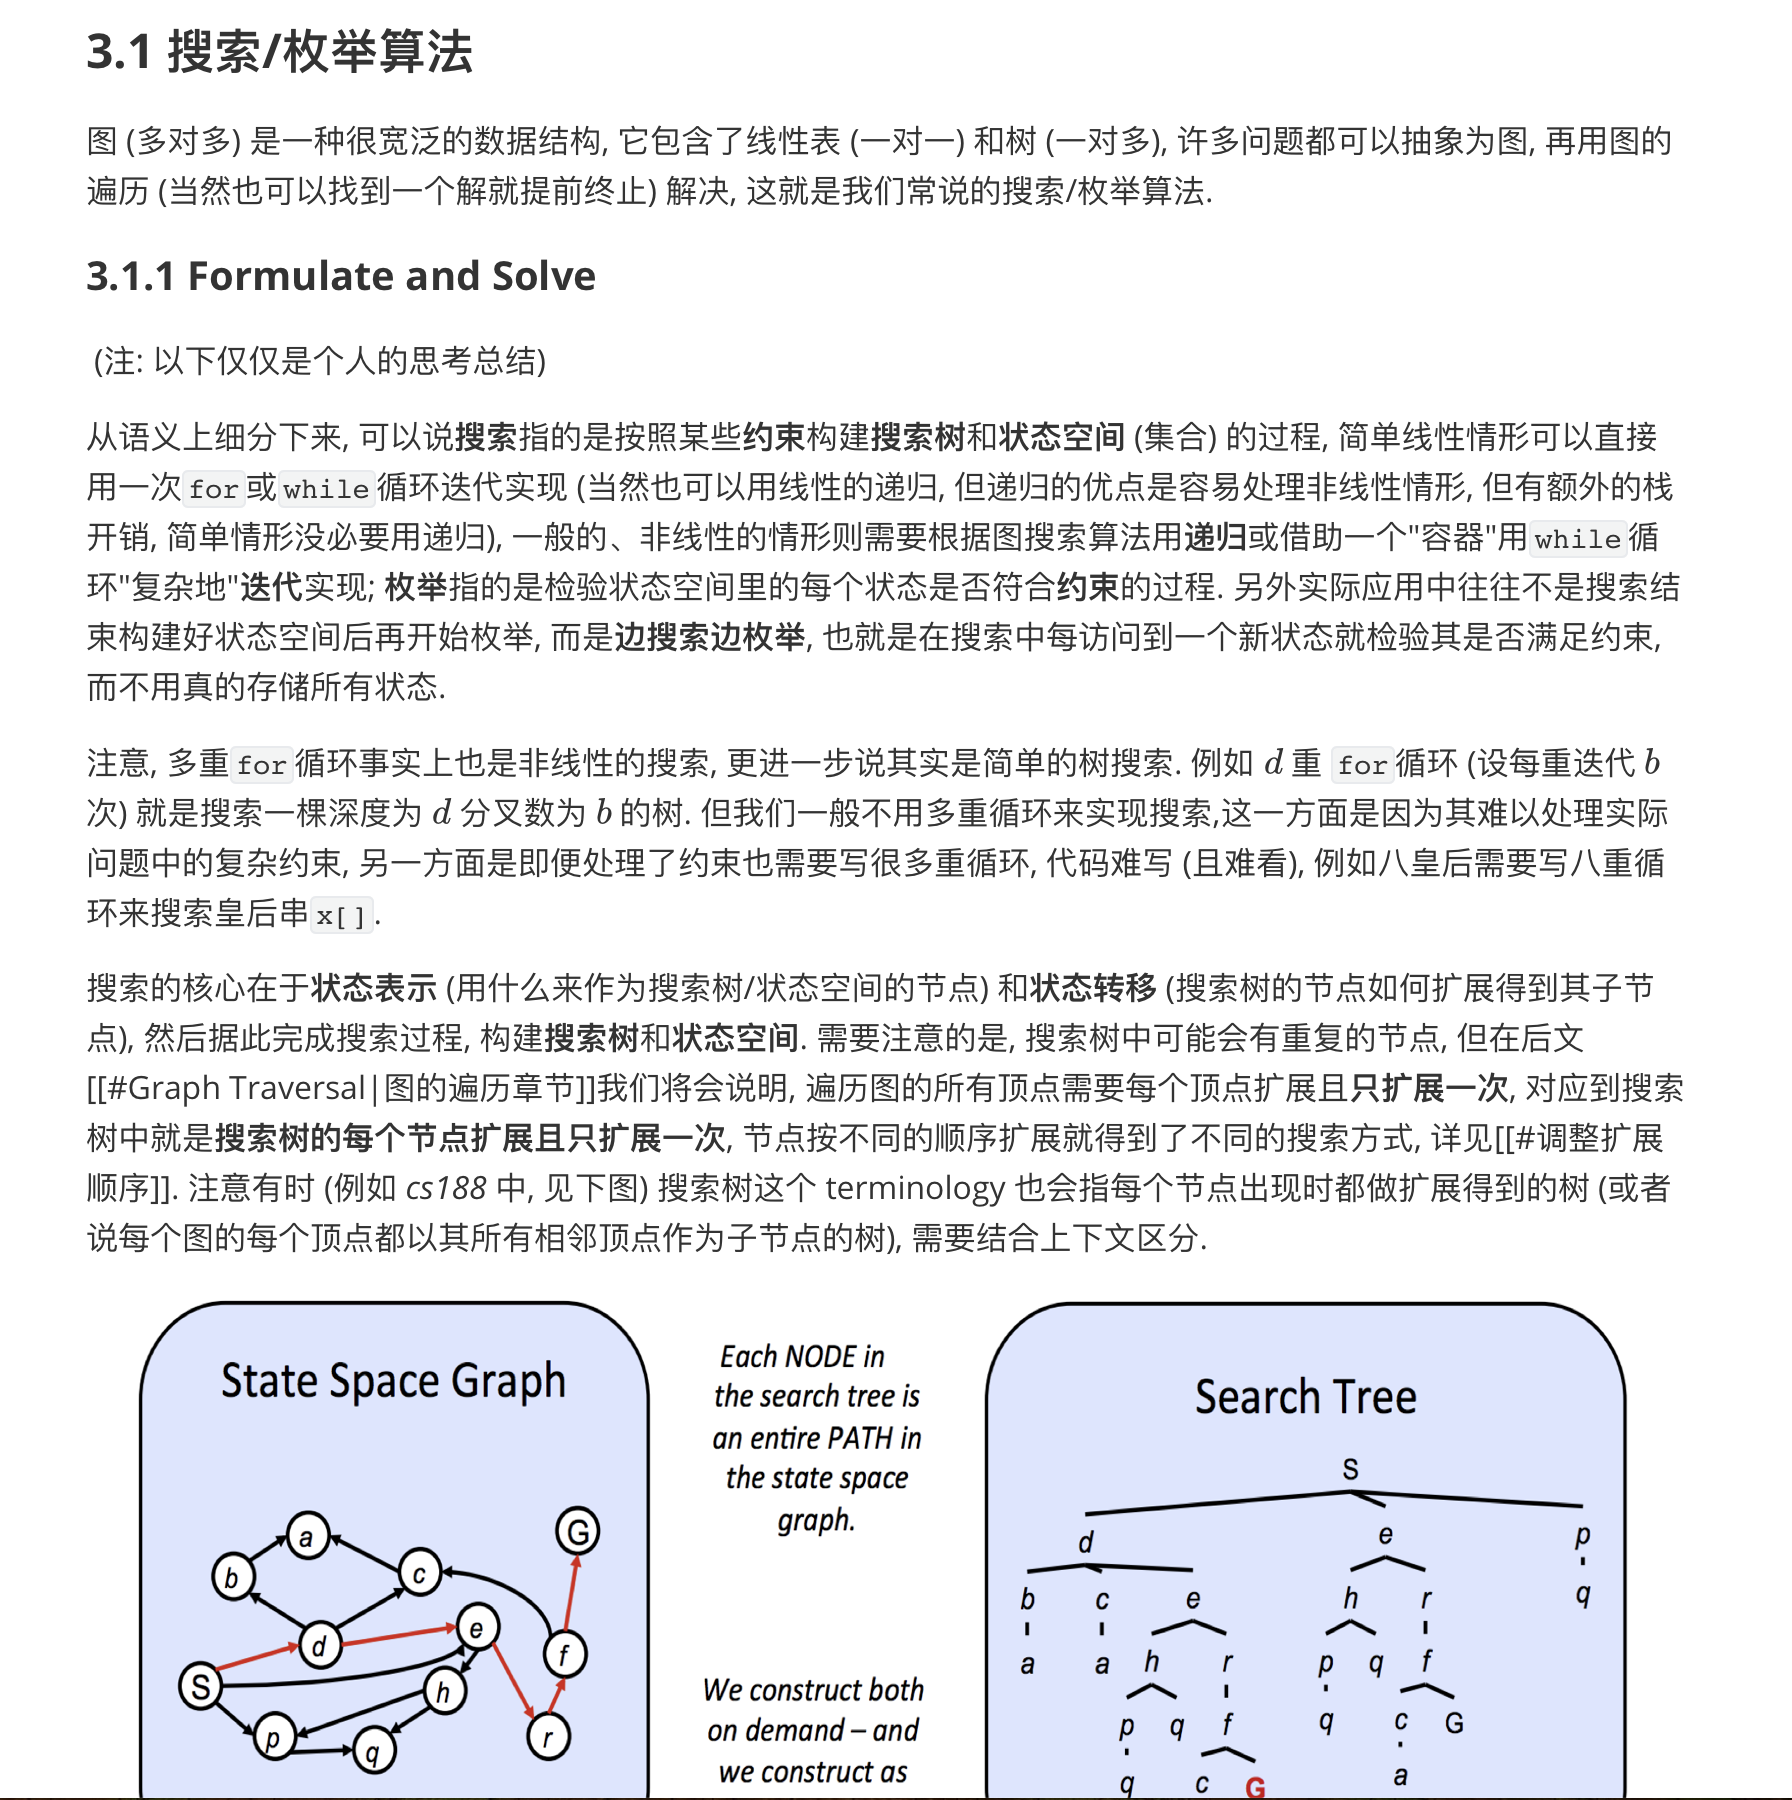 3.1 搜索/枚举算法
图 (多对多) 是一种很宽泛的数据结构, 它包含了线性表 (一对一) 和树 (一对多), 许多问题都可以抽象为图, 再用图的
遍历 (当然也可以找到一个解就提前终止) 解决, 这就是我们常说的搜索/枚举算法.
3.1.1 Formulate and Solve
(注: 以下仅仅是个人的思考总结)
从语义上细分下来, 可以说搜索指的是按照某些约束构建搜索树和状态空间 (集合) 的过程, 简单线性情形可以直接
用一次for或while循环迭代实现 (当然也可以用线性的递归, 但递归的优点是容易处理非线性情形, 但有额外的栈
开销, 简单情形没必要用递归), 一般的、非线性的情形则需要根据图搜索算法用递归或借助一个"容器"用while循
环"复杂地"迭代实现; 枚举指的是检验状态空间里的每个状态是否符合约束的过程. 另外实际应用中往往不是搜索结
束构建好状态空间后再开始枚举, 而是边搜索边枚举, 也就是在搜索中每访问到一个新状态就检验其是否满足约束,
而不用真的存储所有状态.
注意, 多重for循环事实上也是非线性的搜索, 更进一步说其实是简单的树搜索. 例如 d 重 for循环 (设每重迭代 b
次) 就是搜索一棵深度为 d 分叉数为 b 的树. 但我们一般不用多重循环来实现搜索,这一方面是因为其难以处理实际
问题中的复杂约束, 另一方面是即便处理了约束也需要写很多重循环, 代码难写 (且难看), 例如八皇后需要写八重循
环来搜索皇后串x[].
搜索的核心在于状态表示 (用什么来作为搜索树/状态空间的节点) 和状态转移 (搜索树的节点如何扩展得到其子节
点), 然后据此完成搜索过程, 构建搜索树和状态空间. 需要注意的是, 搜索树中可能会有重复的节点, 但在后文
[[#Graph Traversal|图的遍历章节]]我们将会说明, 遍历图的所有顶点需要每个顶点扩展且只扩展一次, 对应到搜索
树中就是搜索树的每个节点扩展且只扩展一次, 节点按不同的顺序扩展就得到了不同的搜索方式, 详见[[#调整扩展
顺序]]. 注意有时 (例如 cs188 中, 见下图) 搜索树这个 terminology 也会指每个节点出现时都做扩展得到的树 (或者
说每个图的每个顶点都以其所有相邻顶点作为子节点的树), 需要结合上下文区分.
State Space Graph
a
G
b
c
e
d
f
S
h
p
q
r
Each NODE in
the search tree is
an entire PATH in
the state space
graph.
We construct both
on demand – and
we construct as
Search Tree
S
d e p
b c e h r q
a a h r p q f
p q f q c G
q c G a